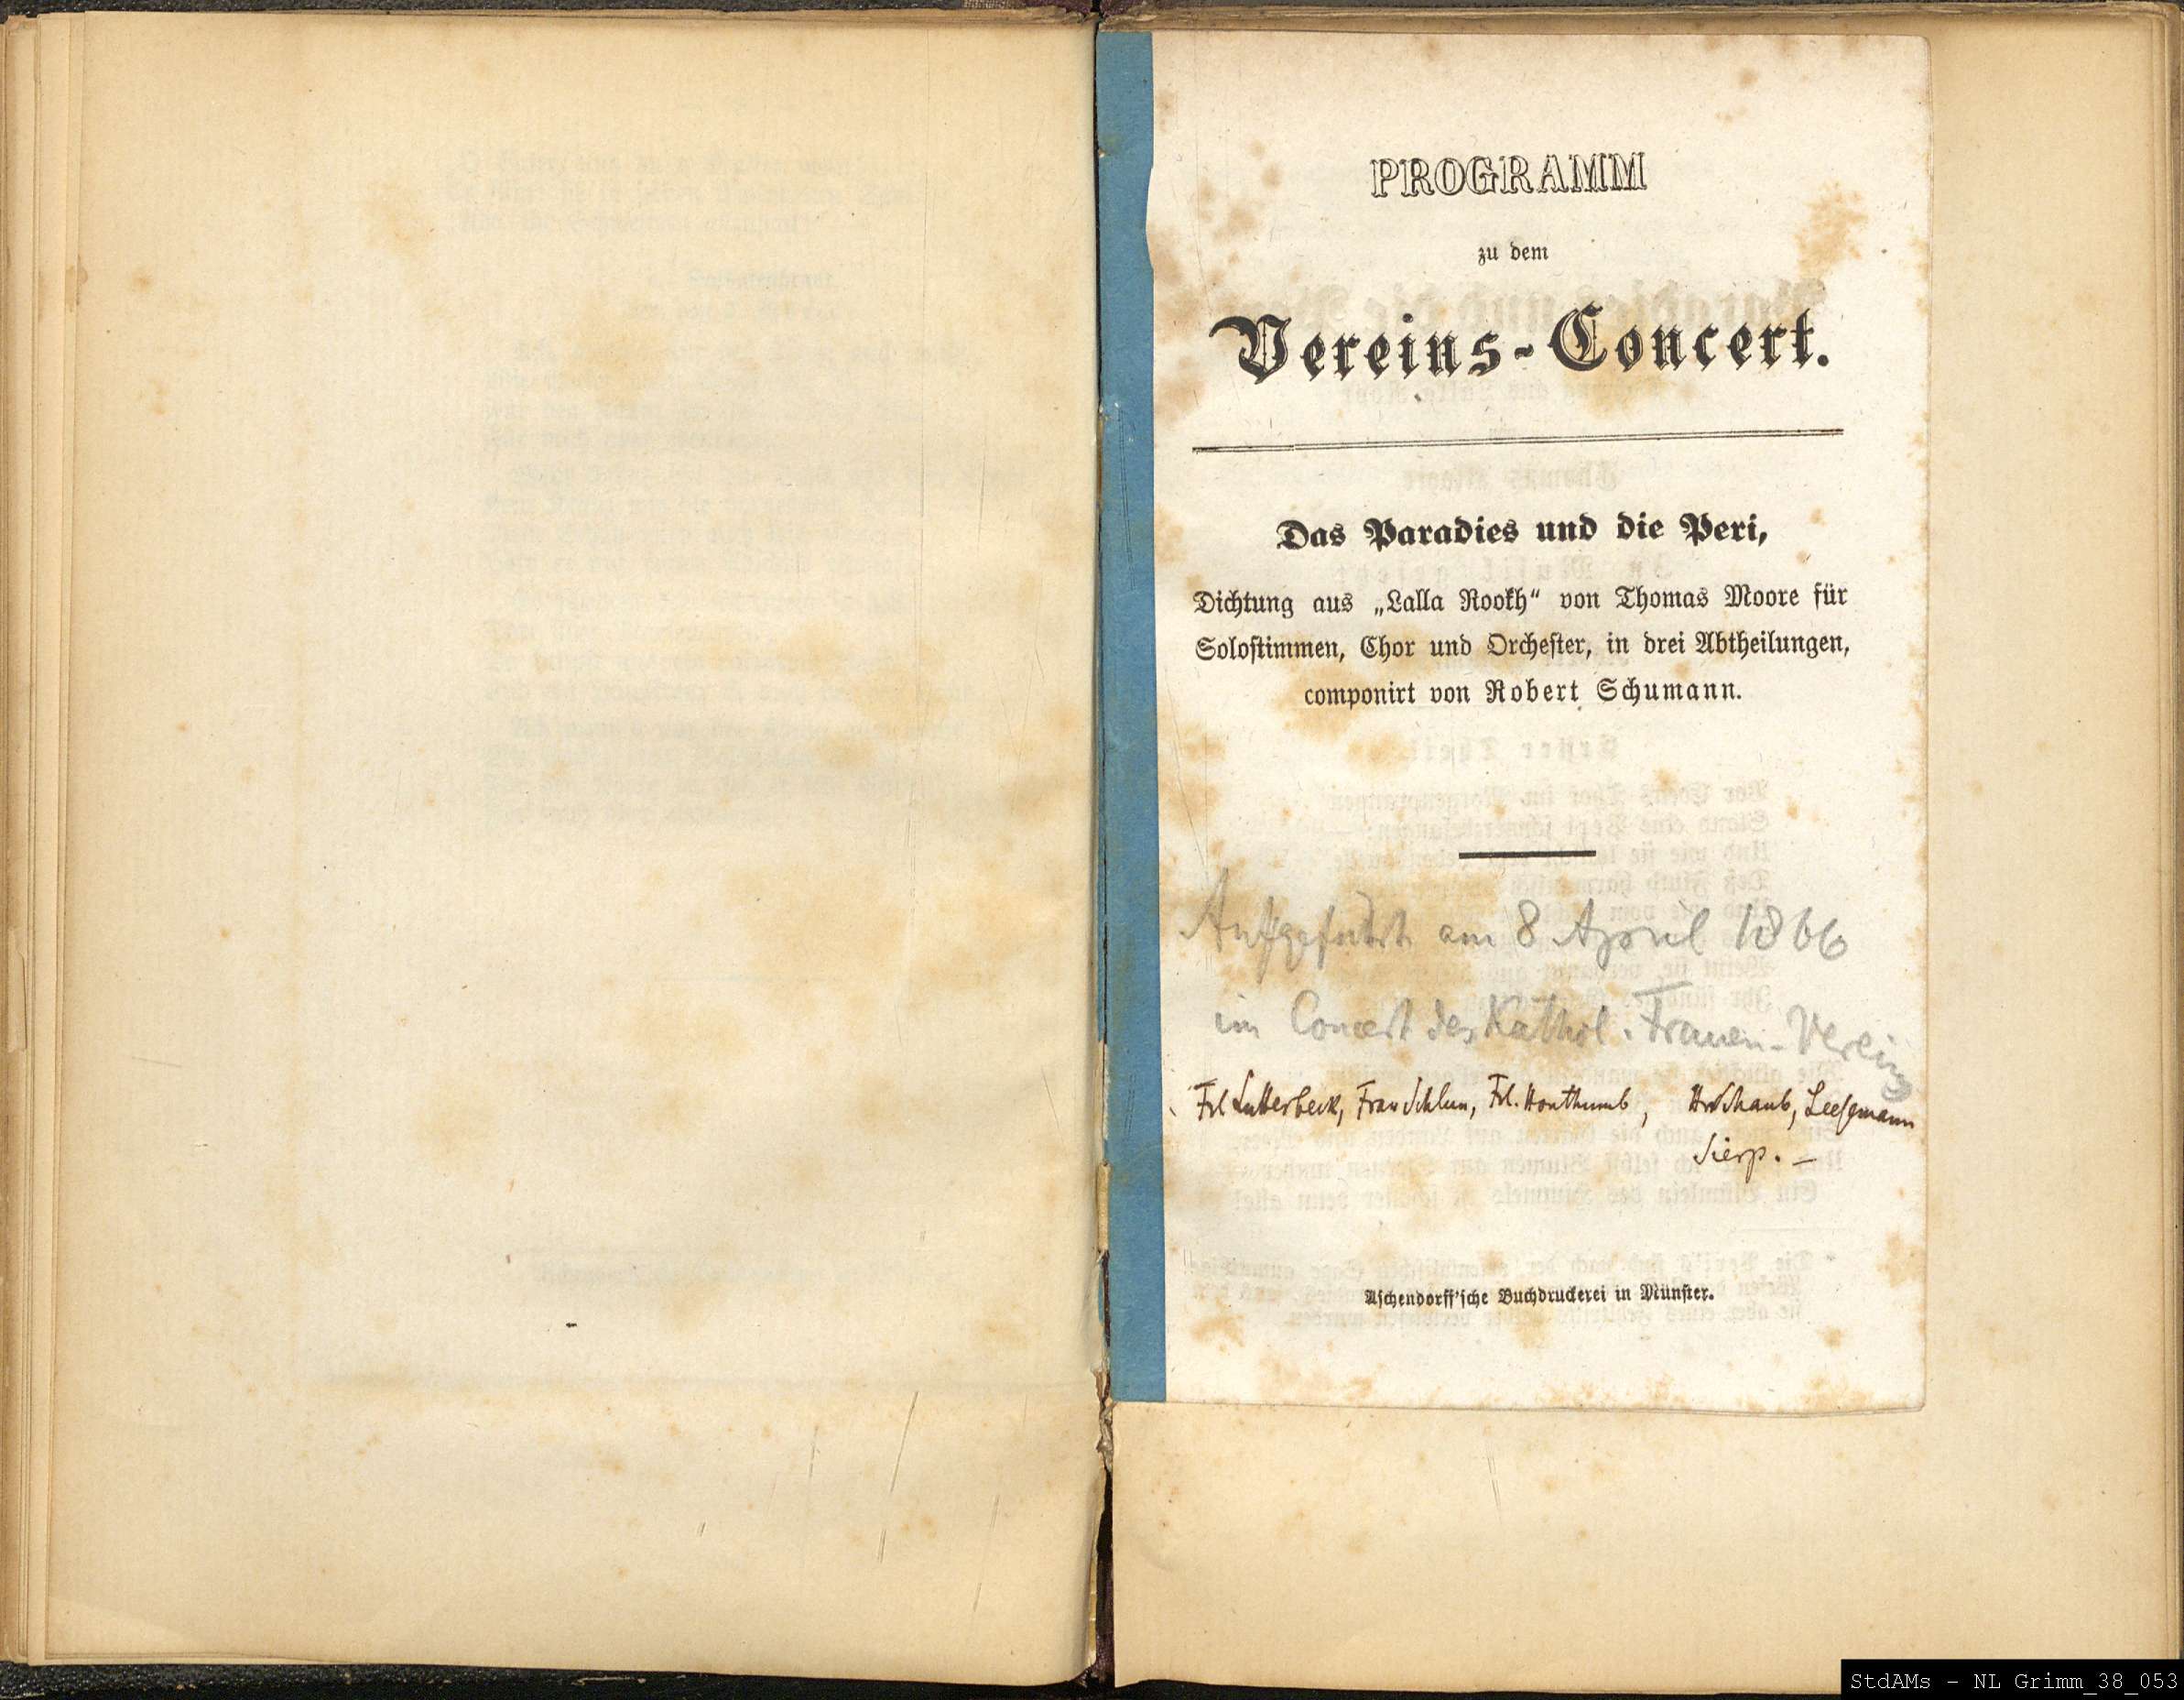 PROGRAMM
zu dem
Vereins-Concert.
Das Paradies und die Peri,
Dichtung aus „Lalla Rookh“ von Thomas Moore für
Solostimmen, Chor und Orchester, in drei Abtheilungen,
componirt von Robert Schumann.
Aufgeführt am 8 April 1866
im Concert des Kathol. Frauen-Vereins
Frl Lutterbeck, Frau Schlun, Frl. Honthumb, Hr Schaub, Leesemann
Sierp. –
Aschendorff'sche Buchdruckerei in Münster.
StdAMs – NL Grimm_38_053